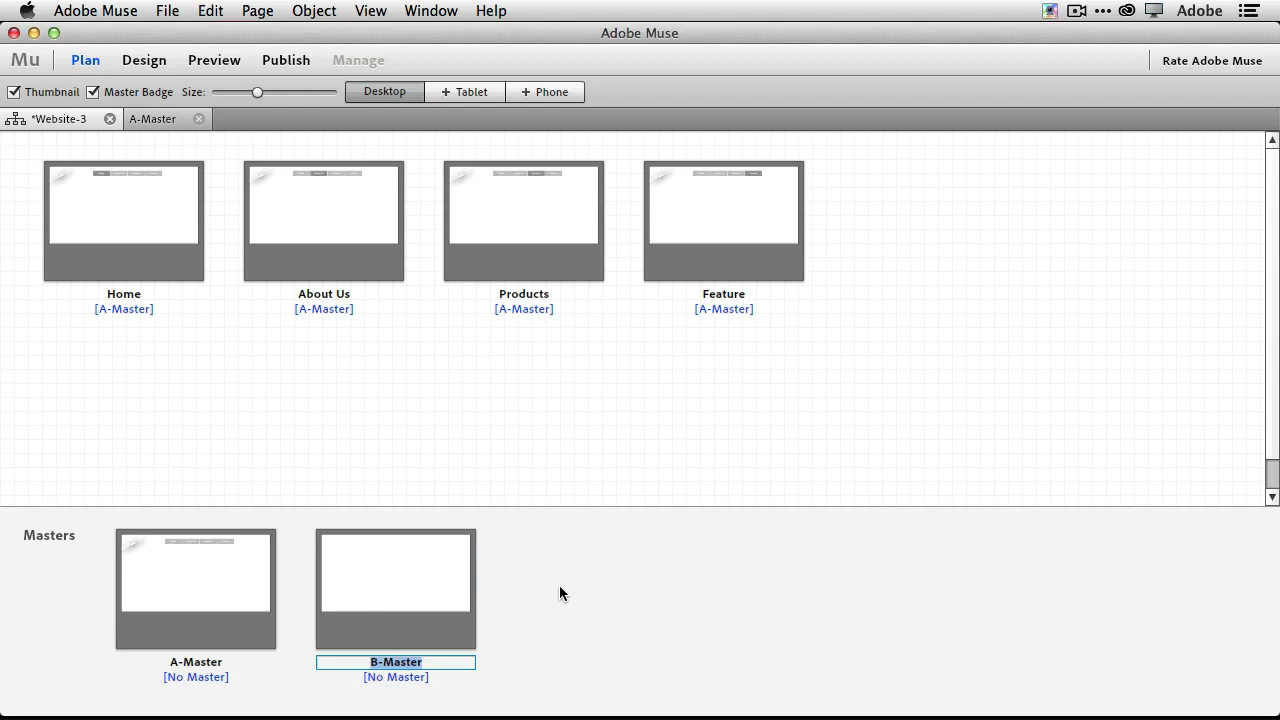 Adobe Muse File Edit Page Object View Window Help Adobe
Adobe Muse
Mu Plan Design Preview Publish Manage Rate Adobe Muse
Thumbnail Master Badge Size: Desktop + Tablet + Phone
*Website-3 A-Master
Home About Us Products Feature
[A-Master] [A-Master] [A-Master] [A-Master]
Masters
A-Master B-Master
[No Master] [No Master]